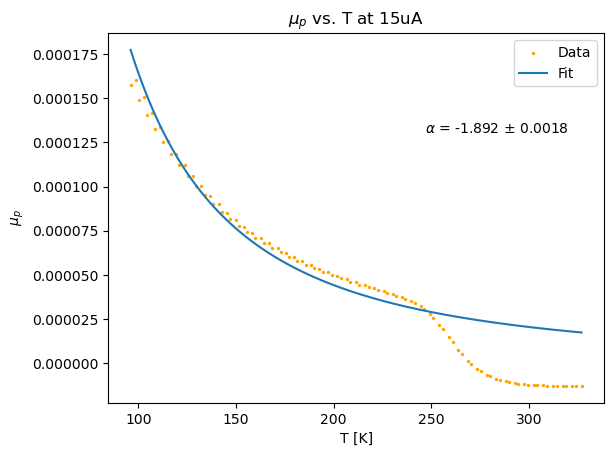 μp vs. T at 15uA
Data
Fit
α = -1.892 ± 0.0018
0.000175
0.000150
0.000125
0.000100
0.000075
0.000050
0.000025
0.000000
μp
100 150 200 250 300
T [K]